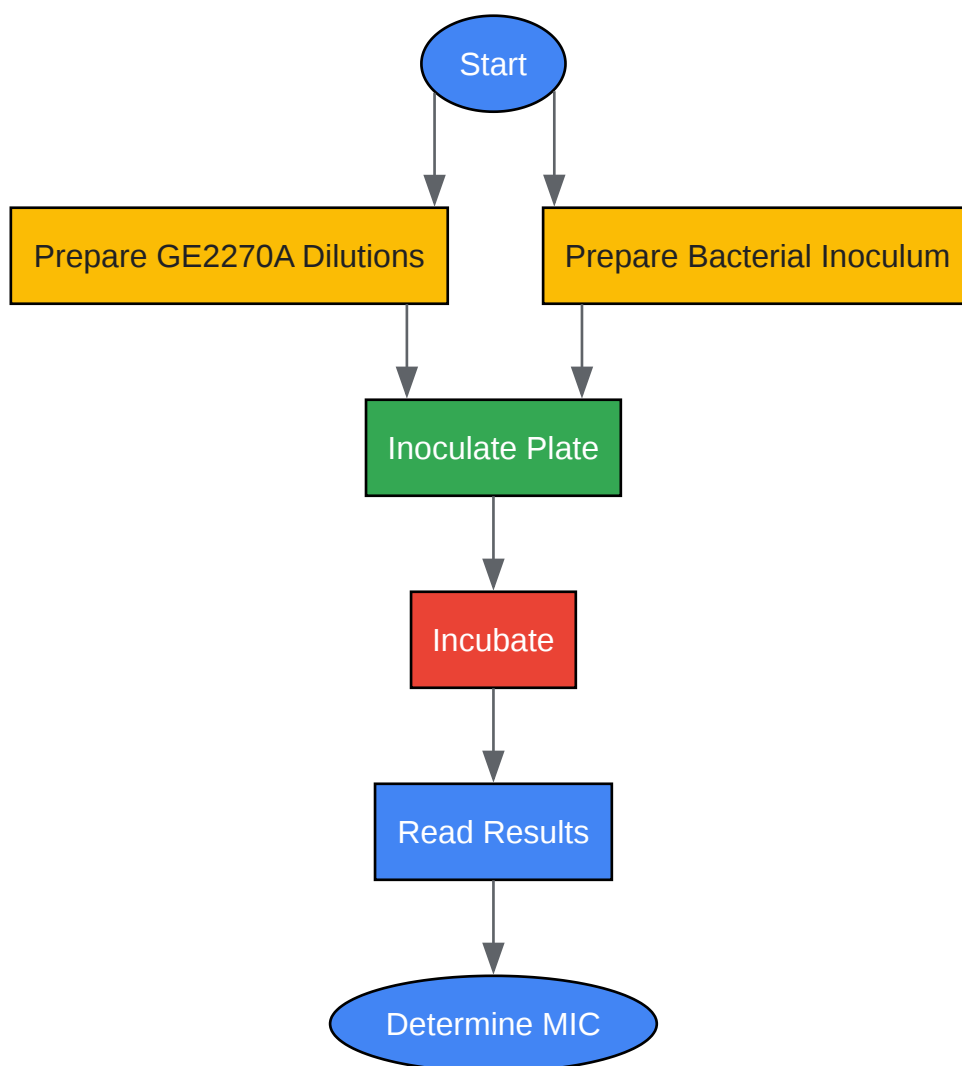 Start
Prepare GE2270A Dilutions
Prepare Bacterial Inoculum
Inoculate Plate
Incubate
Read Results
Determine MIC